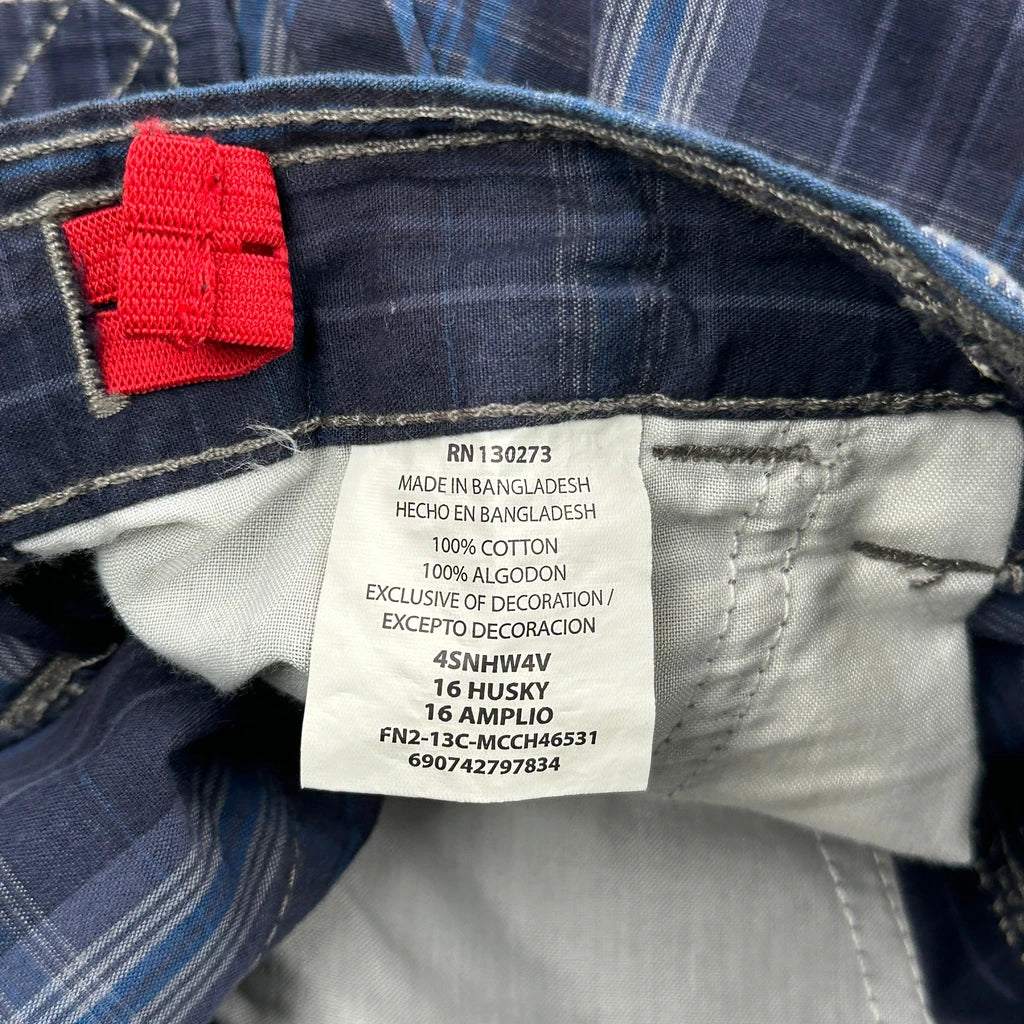 RN 130273
MADE IN BANGLADESH
HECHO EN BANGLADESH
100% COTTON
100% ALGODON
EXCLUSIVE OF DECORATION /
EXCEPTO DECORACION
4SNHW4V
16 HUSKY
16 AMPLIO
FN2-13C-MCCH46531
690742797834